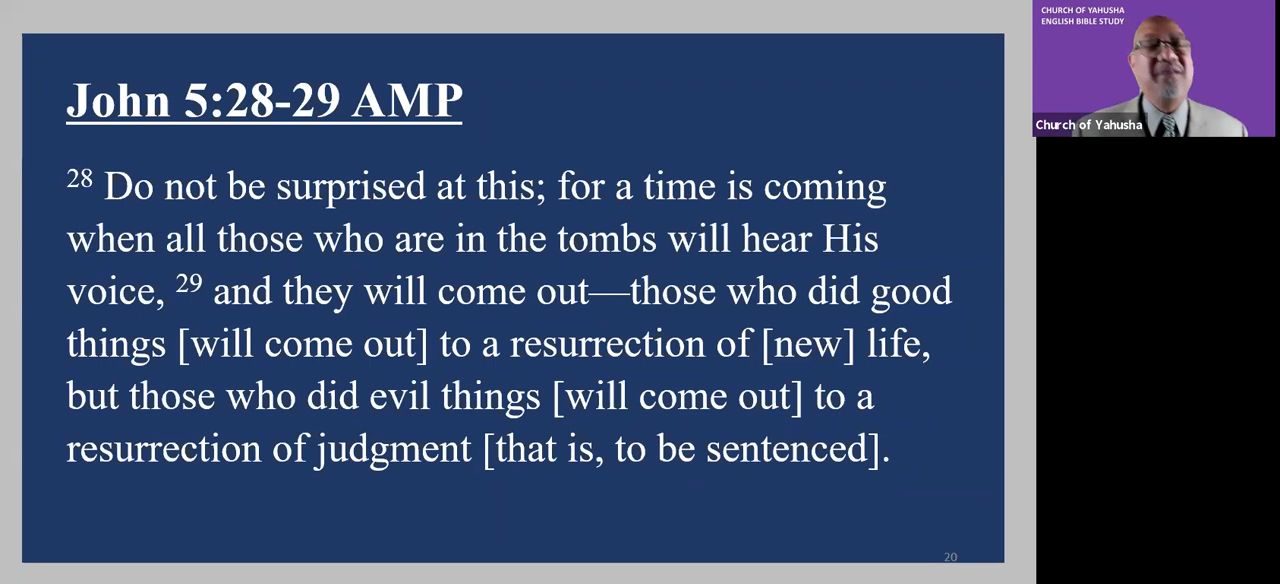 John 5:28-29 AMP
28 Do not be surprised at this; for a time is coming
when all those who are in the tombs will hear His
voice, 29 and they will come out—those who did good
things [will come out] to a resurrection of [new] life,
but those who did evil things [will come out] to a
resurrection of judgment [that is, to be sentenced].
20
CHURCH OF YAHUSHA
ENGLISH BIBLE STUDY
Church of Yahusha